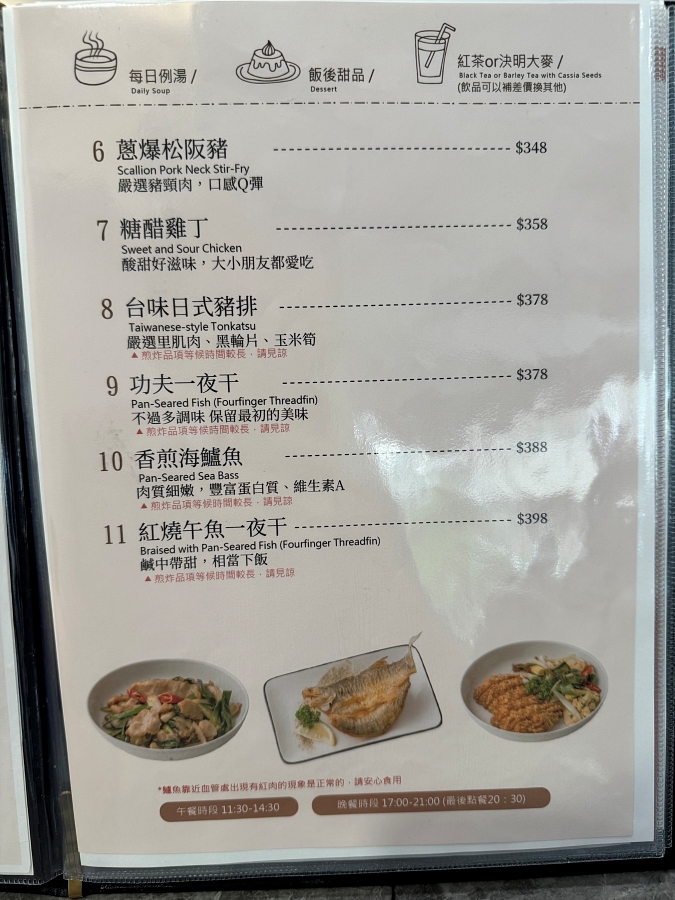 每日例湯 /
Daily Soup
飯後甜品 /
Dessert
紅茶or決明大麥 /
Black Tea or Barley Tea with Cassia Seeds
(飲品可以補差價換其他)
6 蔥爆松阪豬 $348
Scallion Pork Neck Stir-Fry
嚴選豬頸肉，口感Q彈
7 糖醋雞丁 $358
Sweet and Sour Chicken
酸甜好滋味，大小朋友都愛吃
8 台味日式豬排 $378
Taiwanese-style Tonkatsu
嚴選里肌肉、黑輪片、玉米筍
▲煎炸品項等候時間較長，請見諒
9 功夫一夜干 $378
Pan-Seared Fish (Fourfinger Threadfin)
不過多調味 保留最初的美味
▲煎炸品項等候時間較長，請見諒
10 香煎海鱸魚 $388
Pan-Seared Sea Bass
肉質細嫩，豐富蛋白質、維生素A
▲煎炸品項等候時間較長，請見諒
11 紅燒午魚一夜干 $398
Braised with Pan-Seared Fish (Fourfinger Threadfin)
鹹中帶甜，相當下飯
▲煎炸品項等候時間較長，請見諒
*鱸魚靠近血管處出現有紅肉的現象是正常的，請安心食用
午餐時段 11:30-14:30
晚餐時段 17:00-21:00 (最後點餐20：30)